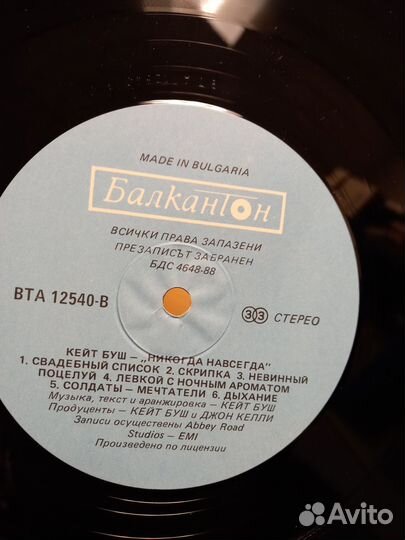 MADE IN BULGARIA
Балкантон
ВСИЧКИ ПРАВА ЗАПАЗЕНИ
ПРЕЗАПИСЪТ ЗАБРАНЕН
БДС 4648-88
ВТА 12540-В
33 СТЕРЕО
КЕЙТ БУШ – „НИКОГДА НАВСЕГДА"
1. СВАДЕБНЫЙ СПИСОК 2. СКРИПКА 3. НЕВИННЫЙ
ПОЦЕЛУЙ 4. ЛЕВКОЙ С НОЧНЫМ АРОМАТОМ
5. СОЛДАТЫ – МЕЧТАТЕЛИ 6. ДЫХАНИЕ
Музыка, текст и аранжировка – КЕЙТ БУШ
Продуценты – КЕЙТ БУШ и ДЖОН КЕЛЛИ
Записи осуществены Abbey Road
Studios – EMI
Произведено по лицензии
Avito